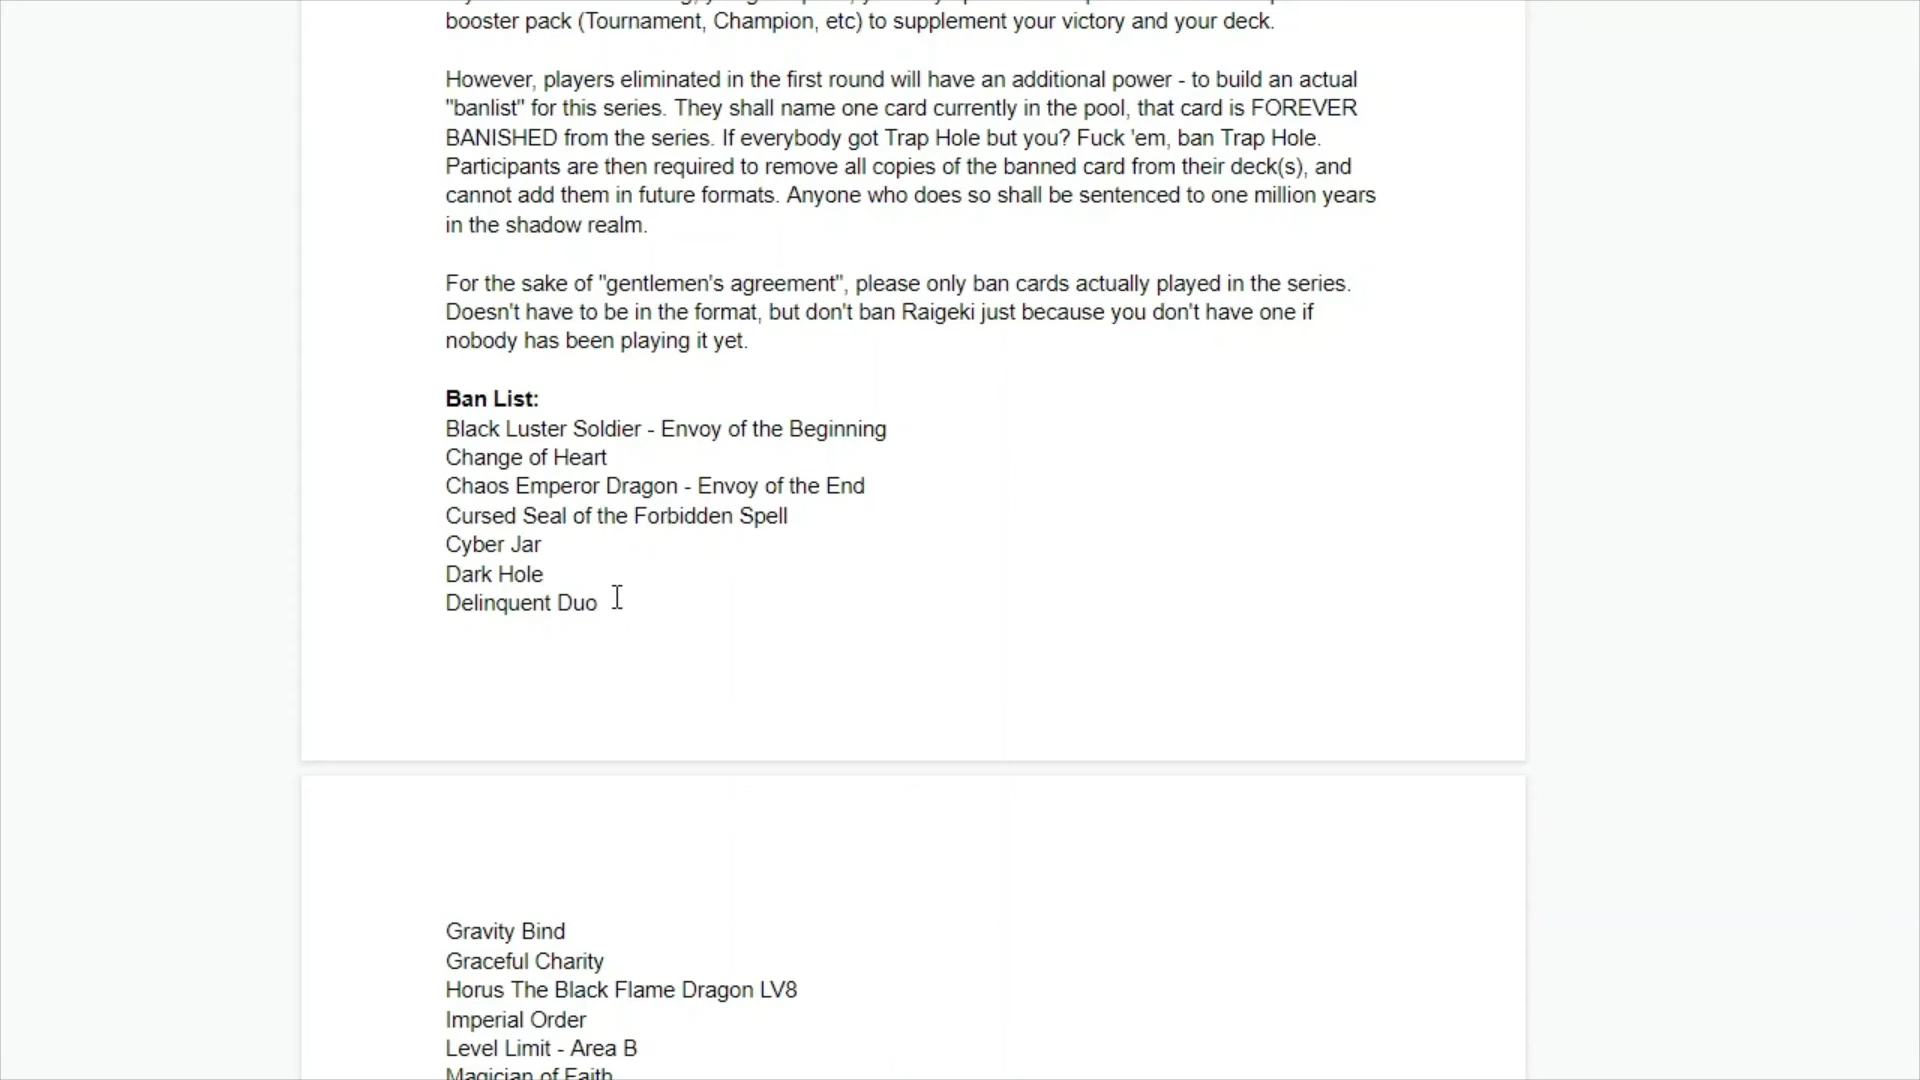 booster pack (Tournament, Champion, etc) to supplement your victory and your deck.
However, players eliminated in the first round will have an additional power - to build an actual
"banlist" for this series. They shall name one card currently in the pool, that card is FOREVER
BANISHED from the series. If everybody got Trap Hole but you? Fuck 'em, ban Trap Hole.
Participants are then required to remove all copies of the banned card from their deck(s), and
cannot add them in future formats. Anyone who does so shall be sentenced to one million years
in the shadow realm.
For the sake of "gentlemen's agreement", please only ban cards actually played in the series.
Doesn't have to be in the format, but don't ban Raigeki just because you don't have one if
nobody has been playing it yet.
Ban List:
Black Luster Soldier - Envoy of the Beginning
Change of Heart
Chaos Emperor Dragon - Envoy of the End
Cursed Seal of the Forbidden Spell
Cyber Jar
Dark Hole
Delinquent Duo
Gravity Bind
Graceful Charity
Horus The Black Flame Dragon LV8
Imperial Order
Level Limit - Area B
Magician of Faith